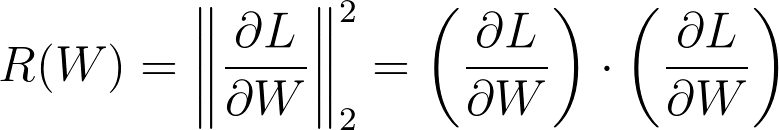 R(W) = \left\| \frac{\partial L}{\partial W} \right\|_2^2 = \left( \frac{\partial L}{\partial W} \right) \cdot \left( \frac{\partial L}{\partial W} \right)